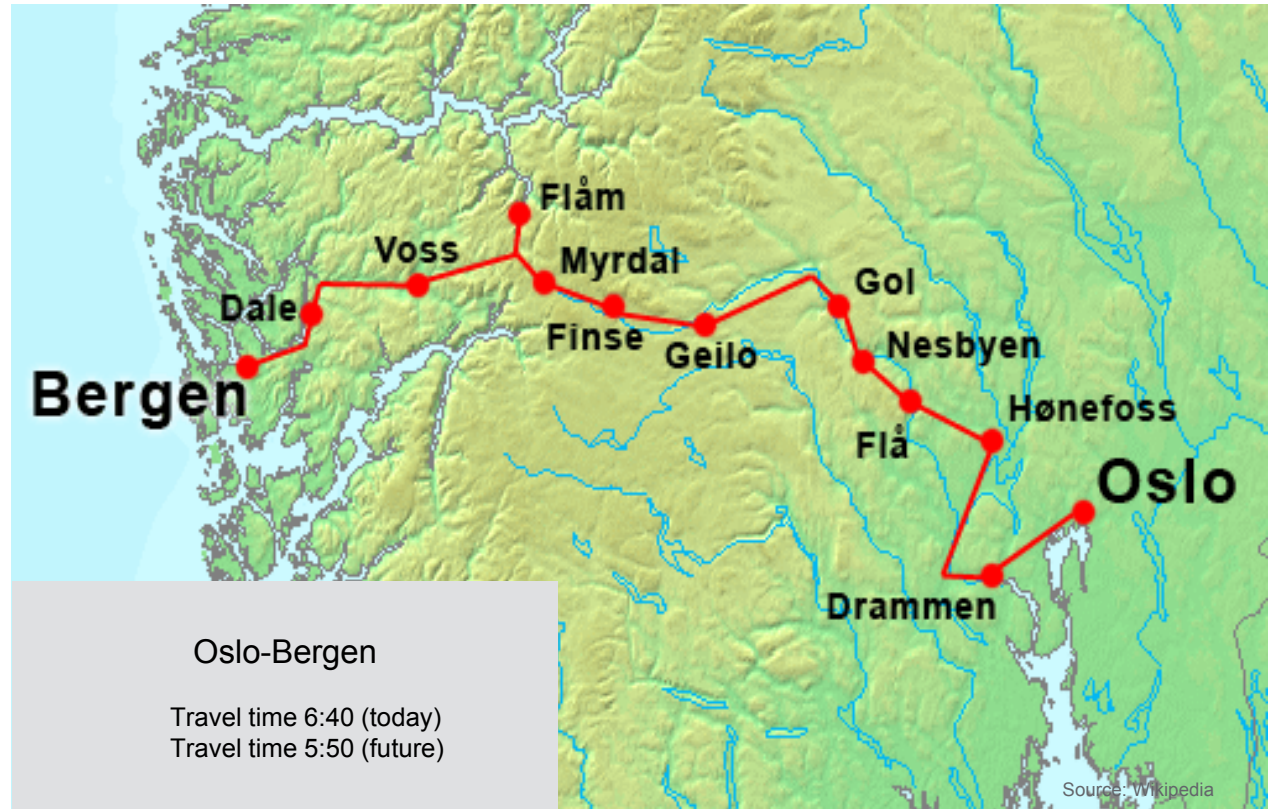 Flåm
Voss
Myrdal
Gol
Dale
Finse
Geilo
Nesbyen
Bergen
Hønefoss
Flå
Oslo
Drammen
Oslo-Bergen
Travel time 6:40 (today)
Travel time 5:50 (future)
Source: Wikipedia